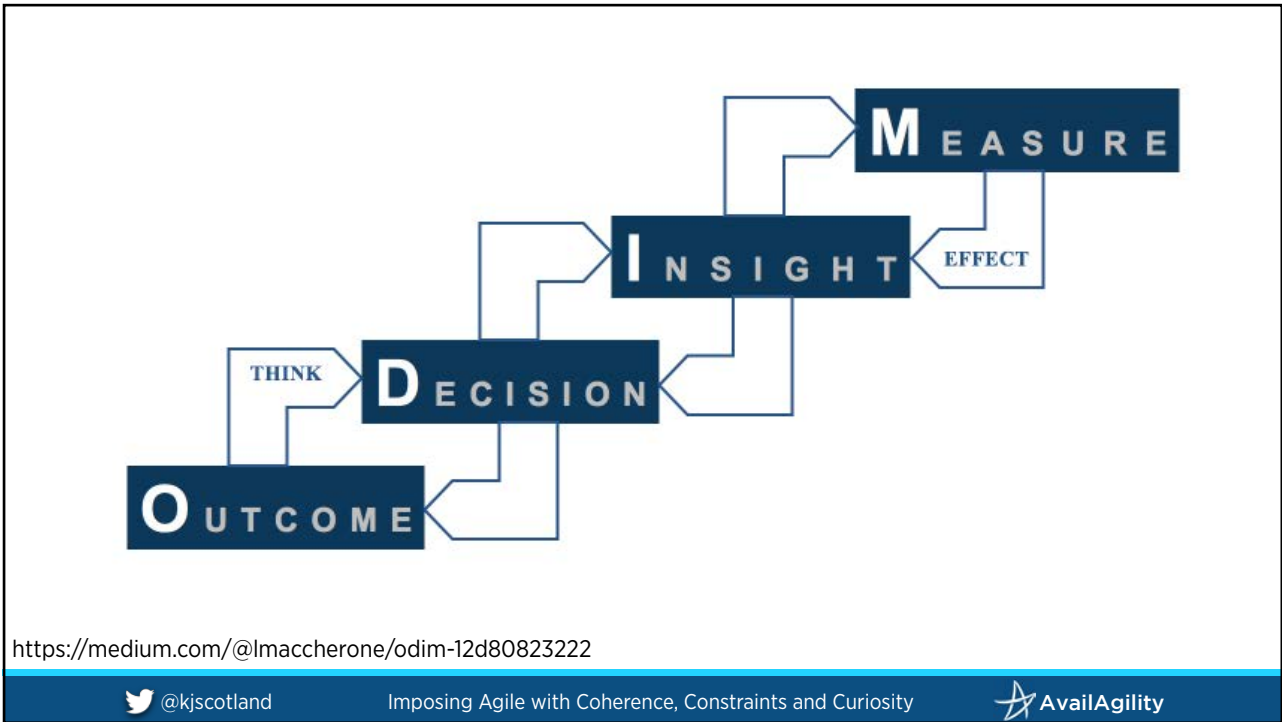 MEASURE
INSIGHT
EFFECT
THINK
DECISION
OUTCOME
https://medium.com/@lmaccherone/odim-12d80823222
@kjscotland Imposing Agile with Coherence, Constraints and Curiosity AvailAgility